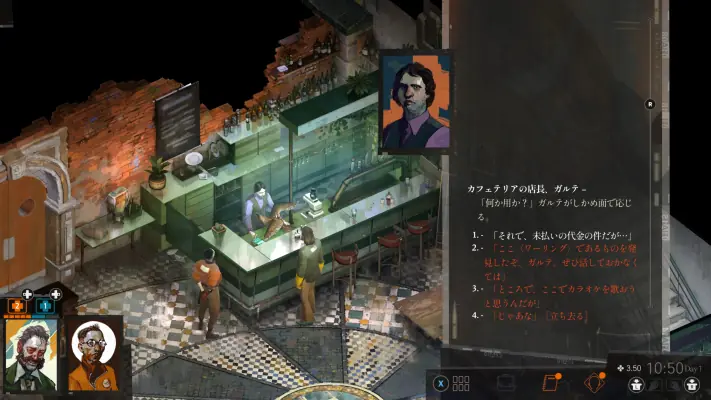 R
カフェテリアの店長、ガルテ –
「何か用か？」ガルテがしかめ面で応じ
る。
1. - 「それで、未払いの代金の件だが…」
2. - 「ここ〈ワーリング〉であるものを発
見したぞ、ガルテ。ぜひ話しておかなく
ては」
3. - 「ところで、ここでカラオケを歌おう
と思うんだが」
4. - 「じゃあな」［立ち去る］
2
1
X
3.50
10:50
Day 1